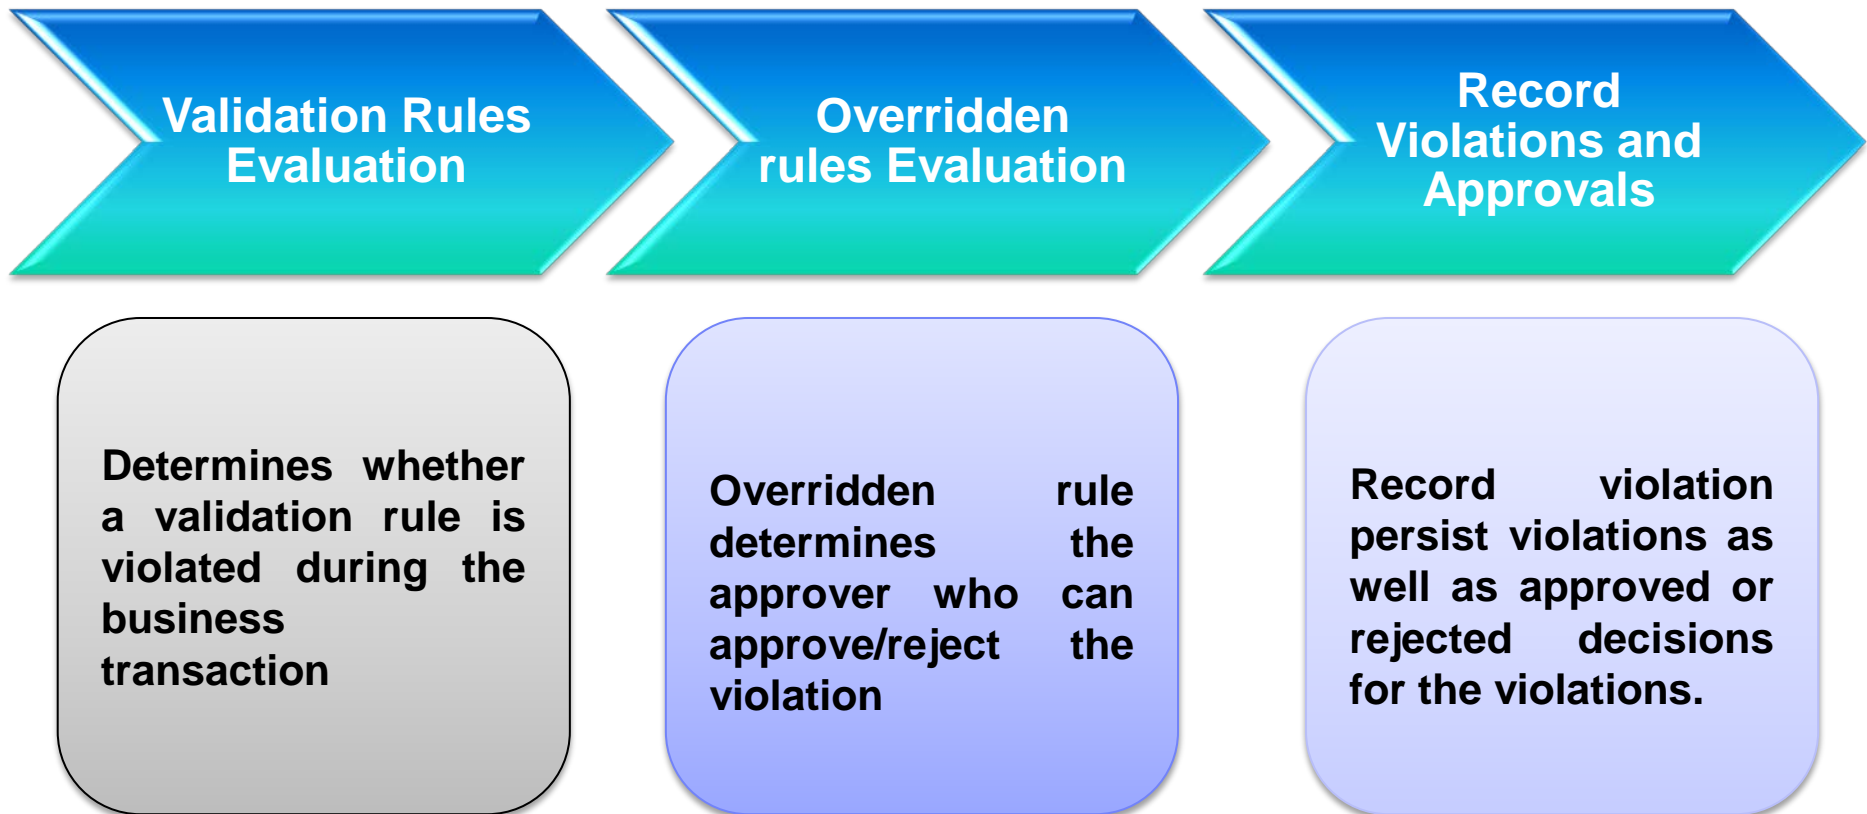 Validation Rules
Evaluation
Overridden
rules Evaluation
Record
Violations and
Approvals
Determines whether
a validation rule is
violated during the
business
transaction
Overridden rule
determines the
approver who can
approve/reject the
violation
Record violation
persist violations as
well as approved or
rejected decisions
for the violations.